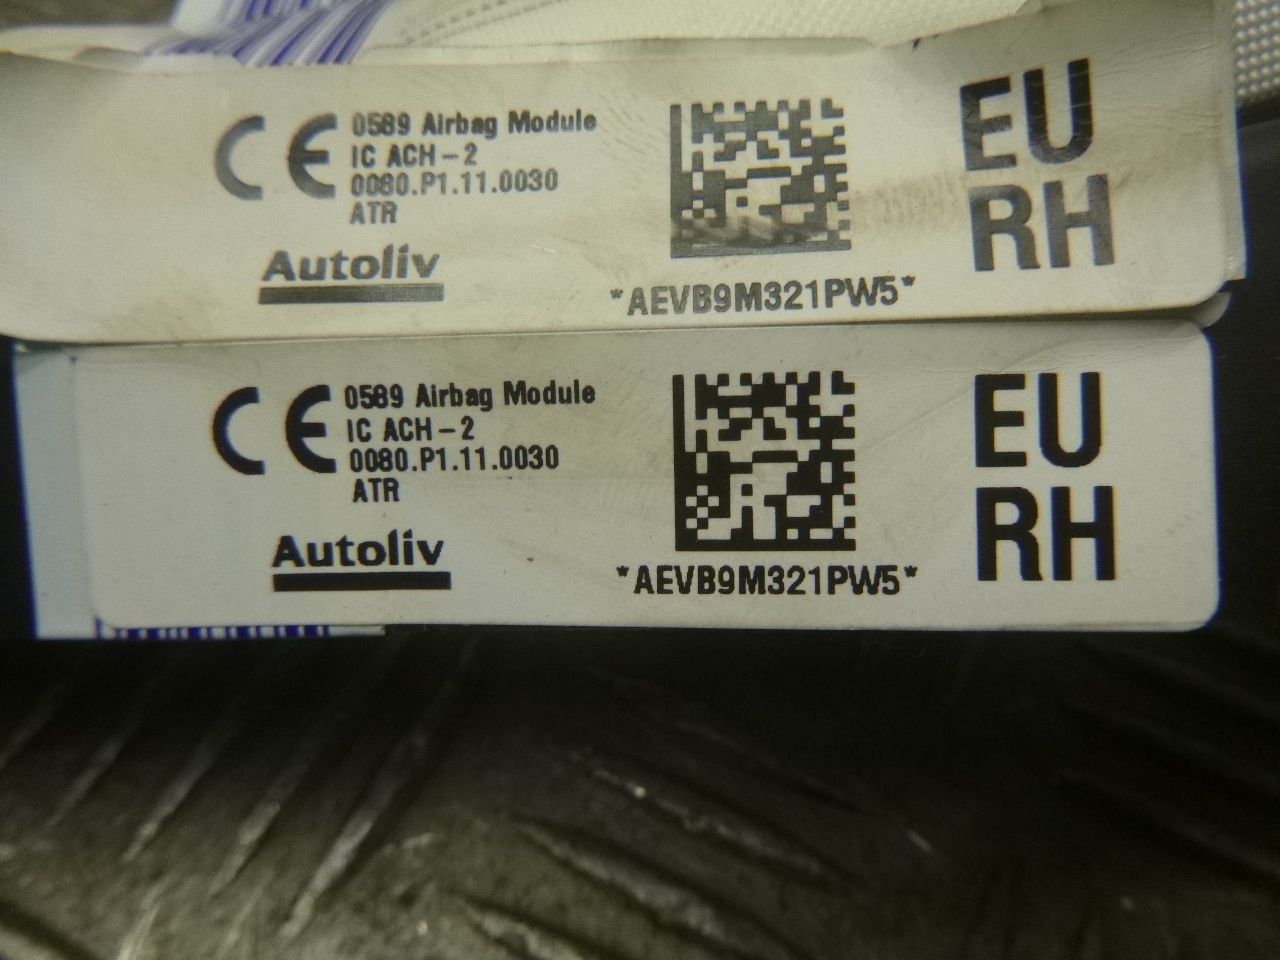 CE 0589 Airbag Module
IC ACH-2
0080.P1.11.0030
ATR
Autoliv
*AEVB9M321PW5*
EU
RH
CE 0589 Airbag Module
IC ACH-2
0080.P1.11.0030
ATR
Autoliv
*AEVB9M321PW5*
EU
RH